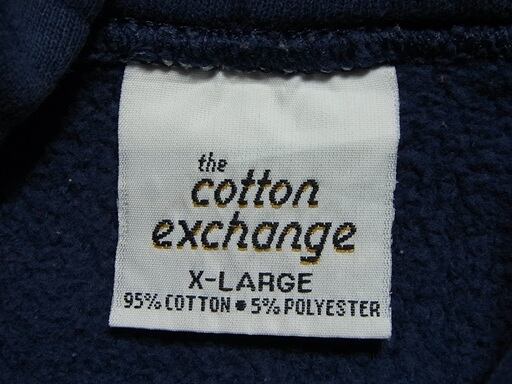 the
cotton
exchange
X-LARGE
95% COTTON • 5% POLYESTER